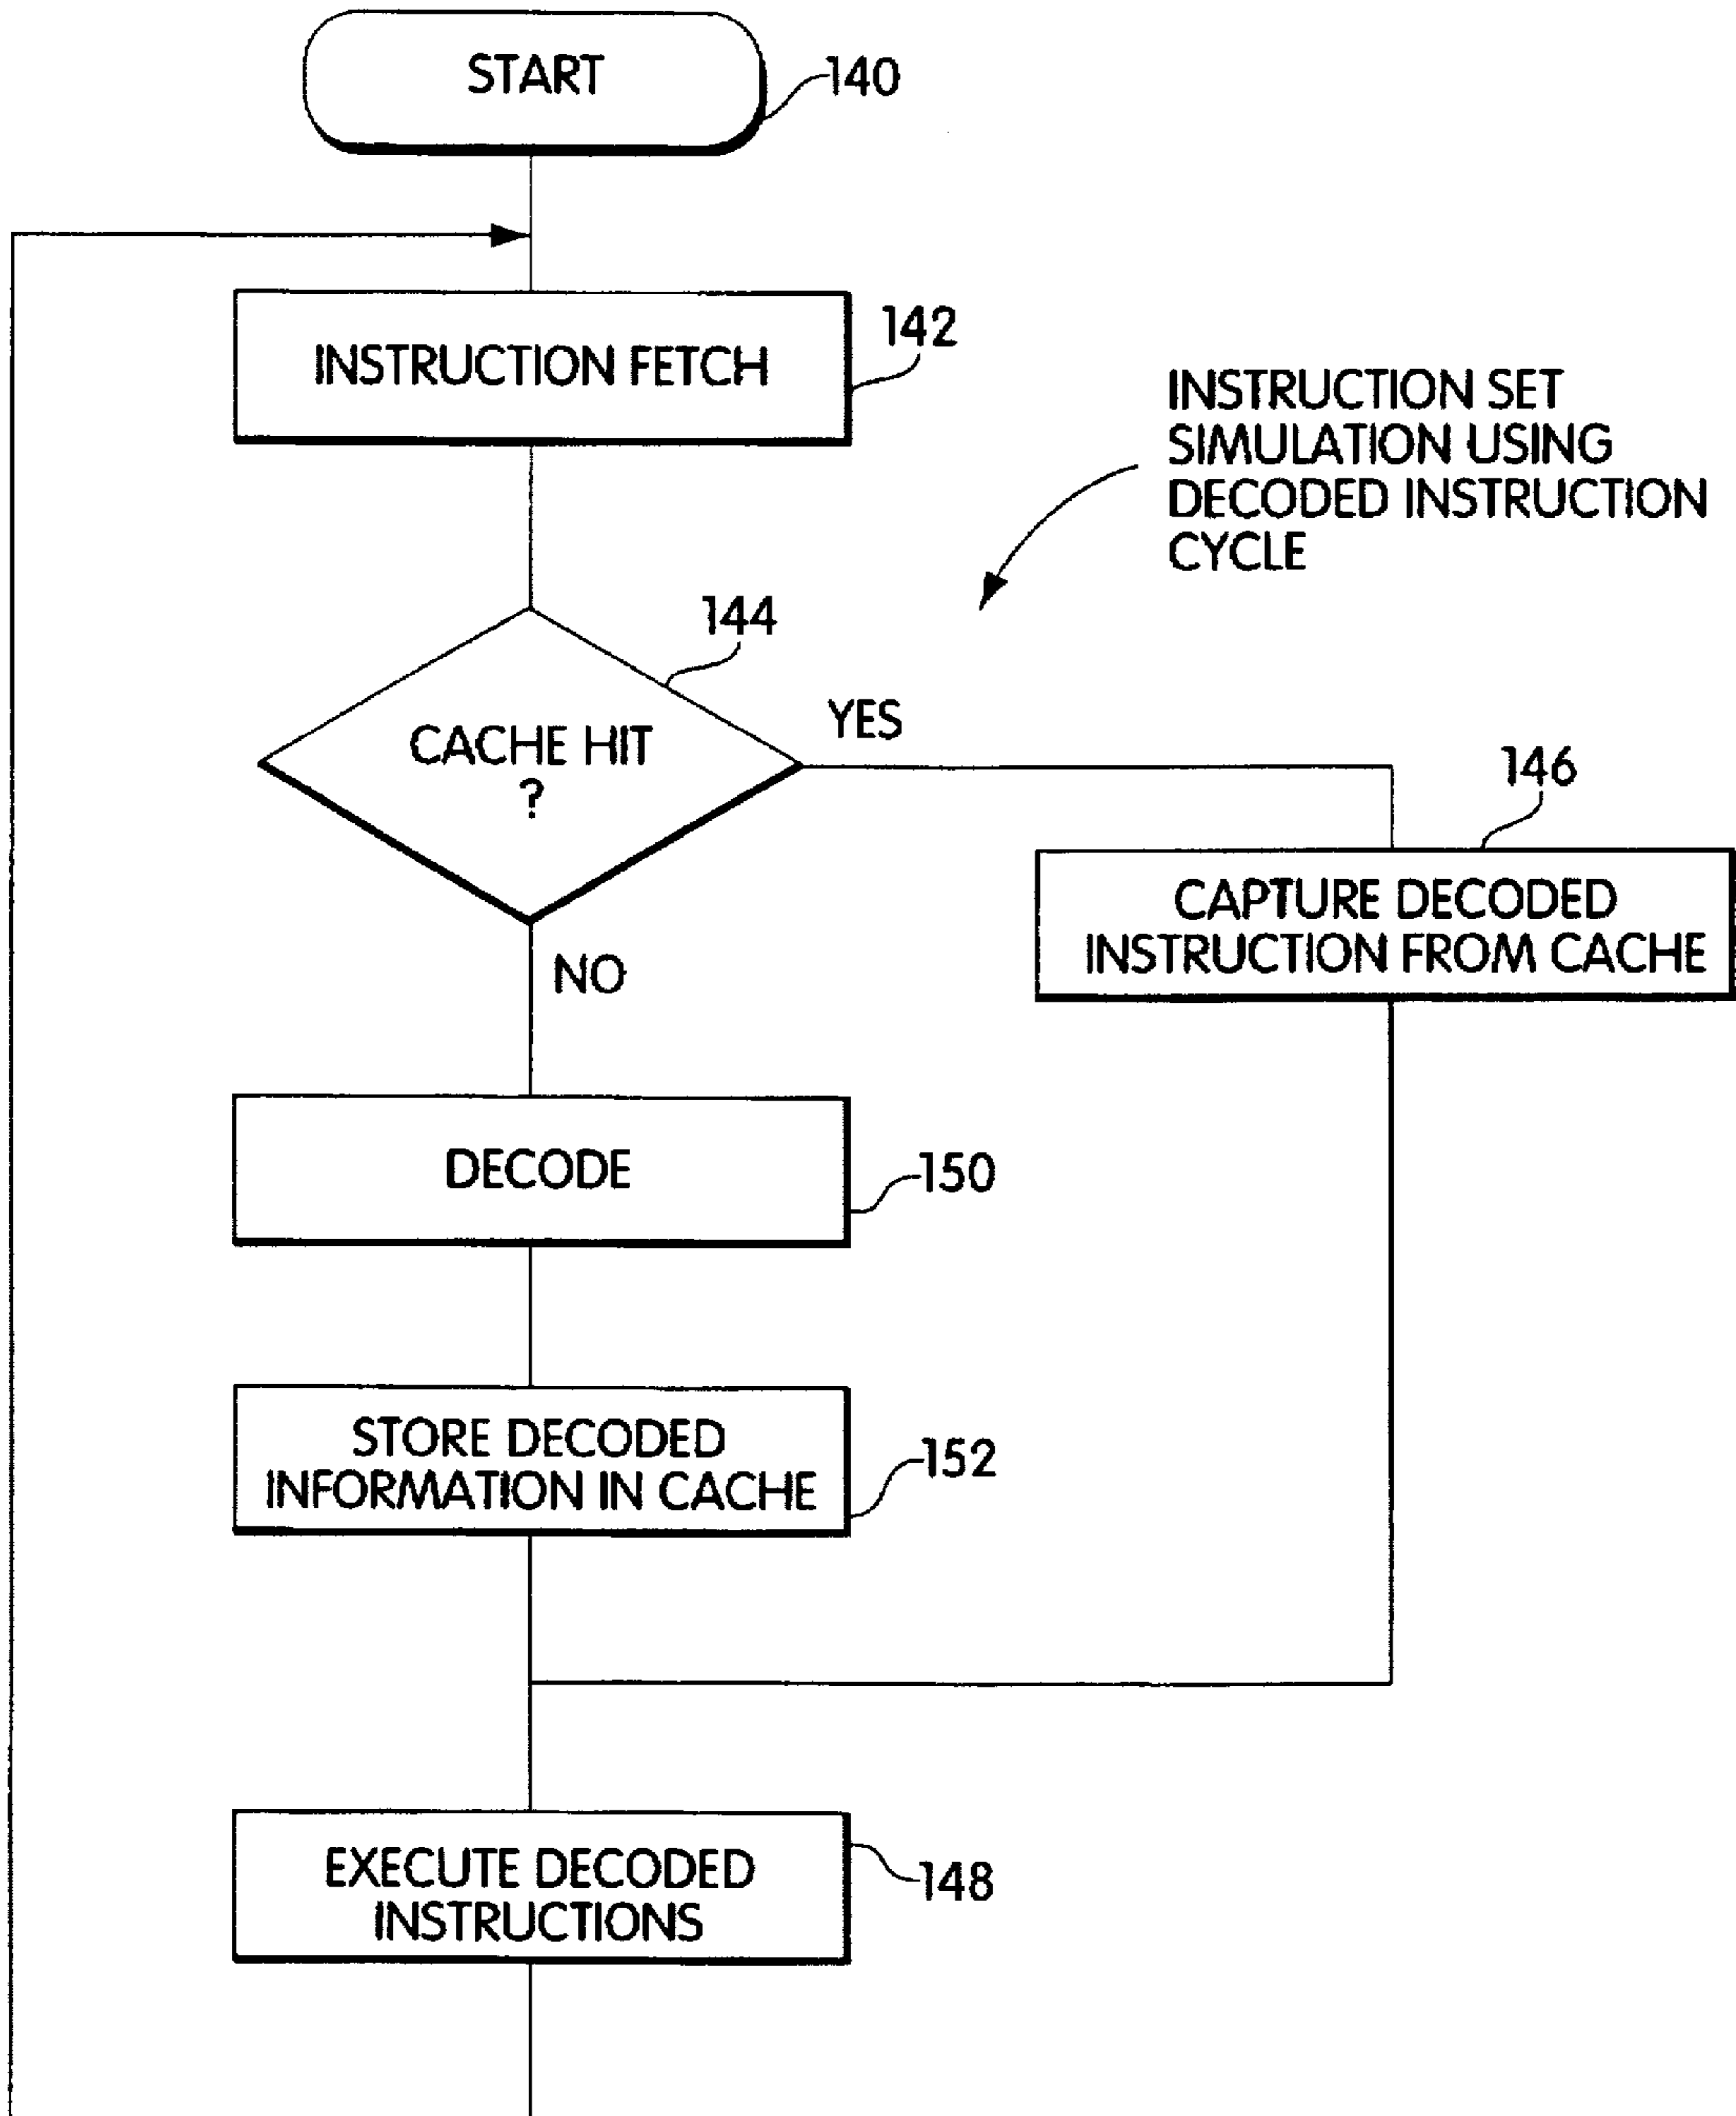 START
140
INSTRUCTION FETCH
142
INSTRUCTION SET
SIMULATION USING
DECODED INSTRUCTION
CYCLE
144
CACHE HIT
?
YES
146
CAPTURE DECODED
INSTRUCTION FROM CACHE
NO
DECODE
150
STORE DECODED
INFORMATION IN CACHE
152
EXECUTE DECODED
INSTRUCTIONS
148